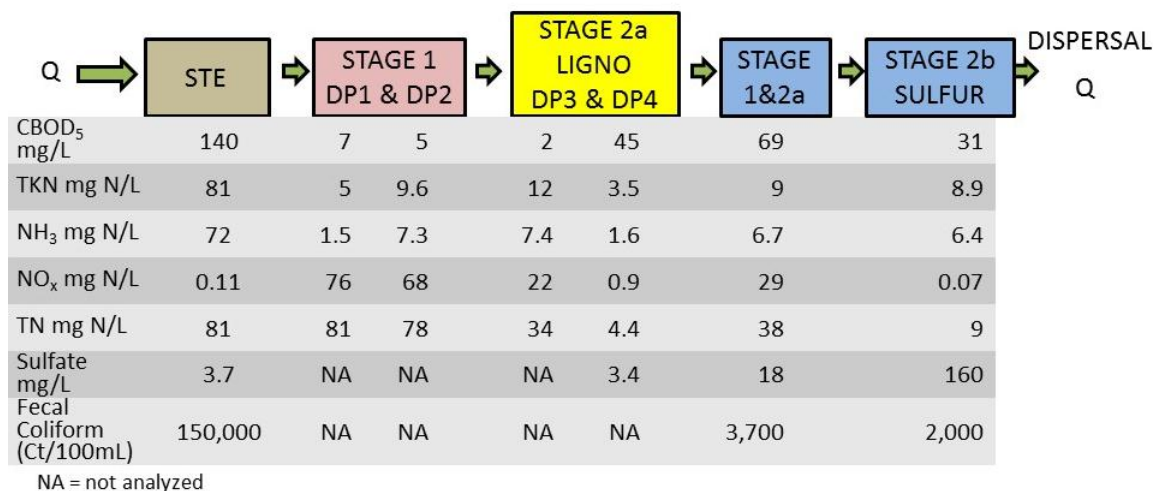 Q
STE
STAGE 1
DP1 & DP2
STAGE 2a
LIGNO
DP3 & DP4
STAGE
1&2a
STAGE 2b
SULFUR
DISPERSAL
Q
CBOD₅
mg/L 140 7 5 2 45 69 31
TKN mg N/L 81 5 9.6 12 3.5 9 8.9
NH₃ mg N/L 72 1.5 7.3 7.4 1.6 6.7 6.4
NOₓ mg N/L 0.11 76 68 22 0.9 29 0.07
TN mg N/L 81 81 78 34 4.4 38 9
Sulfate
mg/L 3.7 NA NA NA 3.4 18 160
Fecal
Coliform
(Ct/100mL) 150,000 NA NA NA NA 3,700 2,000
NA = not analyzed